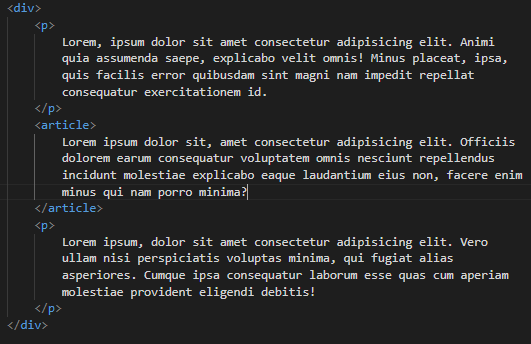 <div>
<p>
Lorem, ipsum dolor sit amet consectetur adipisicing elit. Animi
quia assumenda saepe, explicabo velit omnis! Minus placeat, ipsa,
quis facilis error quibusdam sint magni nam impedit repellat
consequatur exercitationem id.
</p>
<article>
Lorem ipsum dolor sit, amet consectetur adipisicing elit. Officiis
dolorem earum consequatur voluptatem omnis nesciunt repellendus
incidunt molestiae explicabo eaque laudantium eius non, facere enim
minus qui nam porro minima?
</article>
<p>
Lorem ipsum, dolor sit amet consectetur adipisicing elit. Vero
ullam nisi perspiciatis voluptas minima, qui fugiat alias
asperiores. Cumque ipsa consequatur laborum esse quas cum aperiam
molestiae provident eligendi debitis!
</p>
</div>